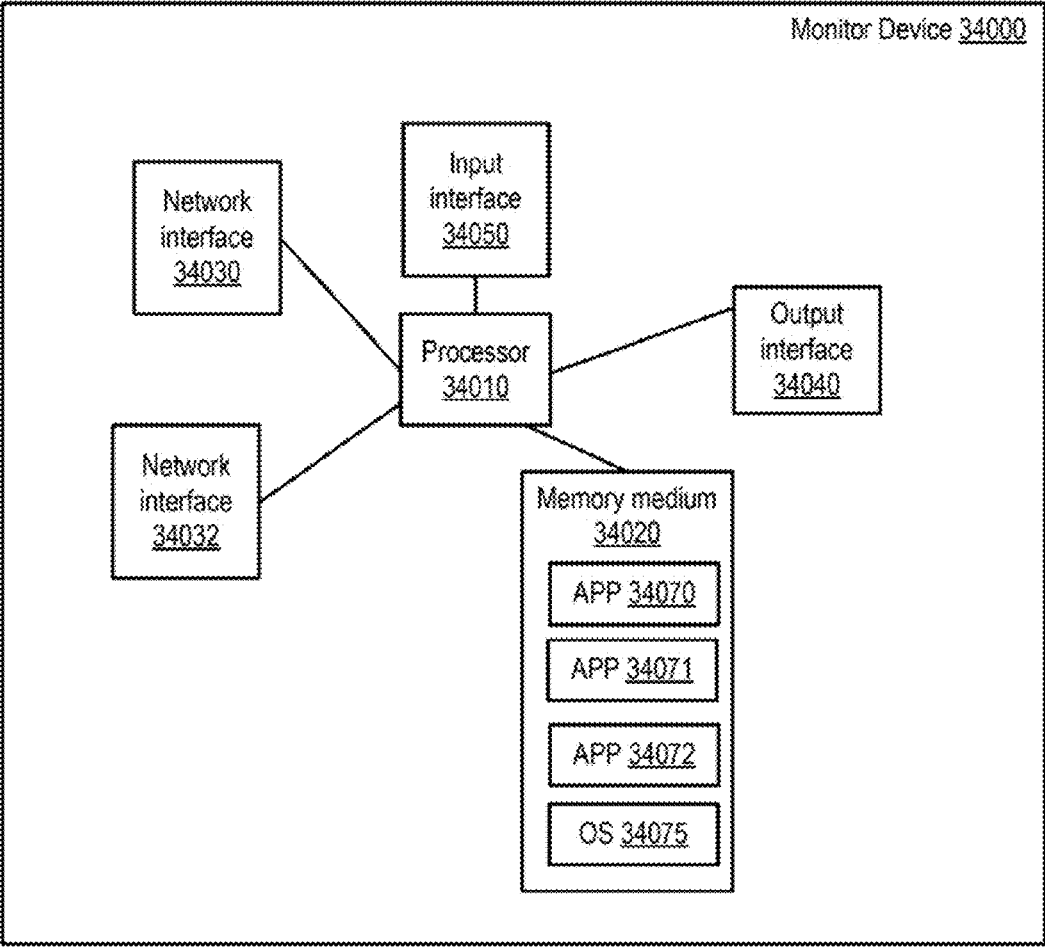 Monitor Device 34000
Input
interface
34050
Network
interface
34030
Output
interface
34040
Processor
34010
Network
interface
34032
Memory medium
34020
APP 34070
APP 34071
APP 34072
OS 34075